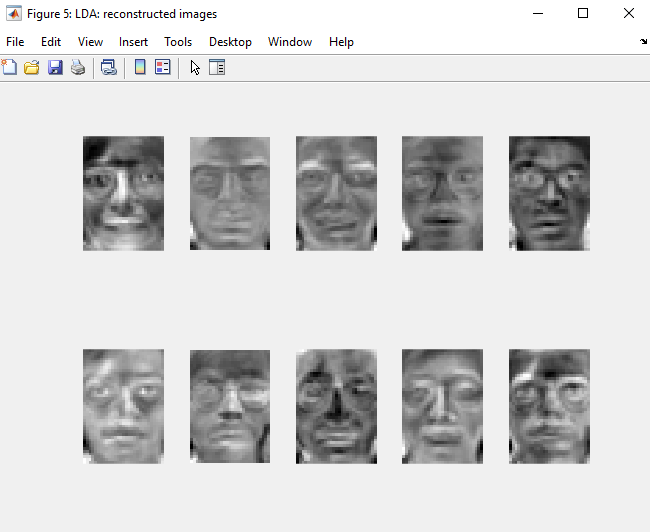 Figure 5: LDA: reconstructed images
File Edit View Insert Tools Desktop Window Help